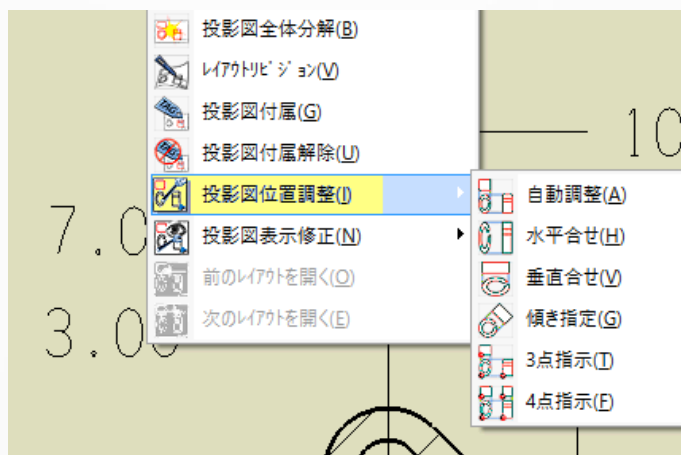 投影図全体分解(B)
ﾚｲｱｳﾄﾘﾋﾞｼﾞｮﾝ(V)
投影図付属(G)
投影図付属解除(U)
投影図位置調整(I)
投影図表示修正(N)
前のﾚｲｱｳﾄを開く(O)
次のﾚｲｱｳﾄを開く(E)
自動調整(A)
水平合せ(H)
垂直合せ(V)
傾き指定(G)
3点指示(T)
4点指示(F)
10
7.0
3.00